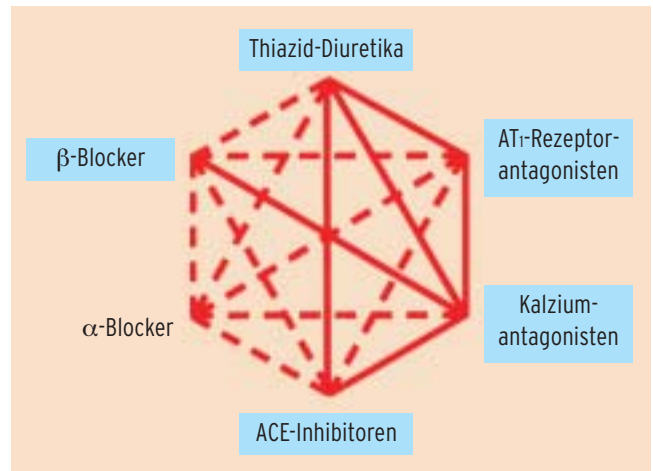 Thiazid-Diuretika
β-Blocker
AT1-Rezeptor-
antagonisten
α-Blocker
Kalzium-
antagonisten
ACE-Inhibitoren